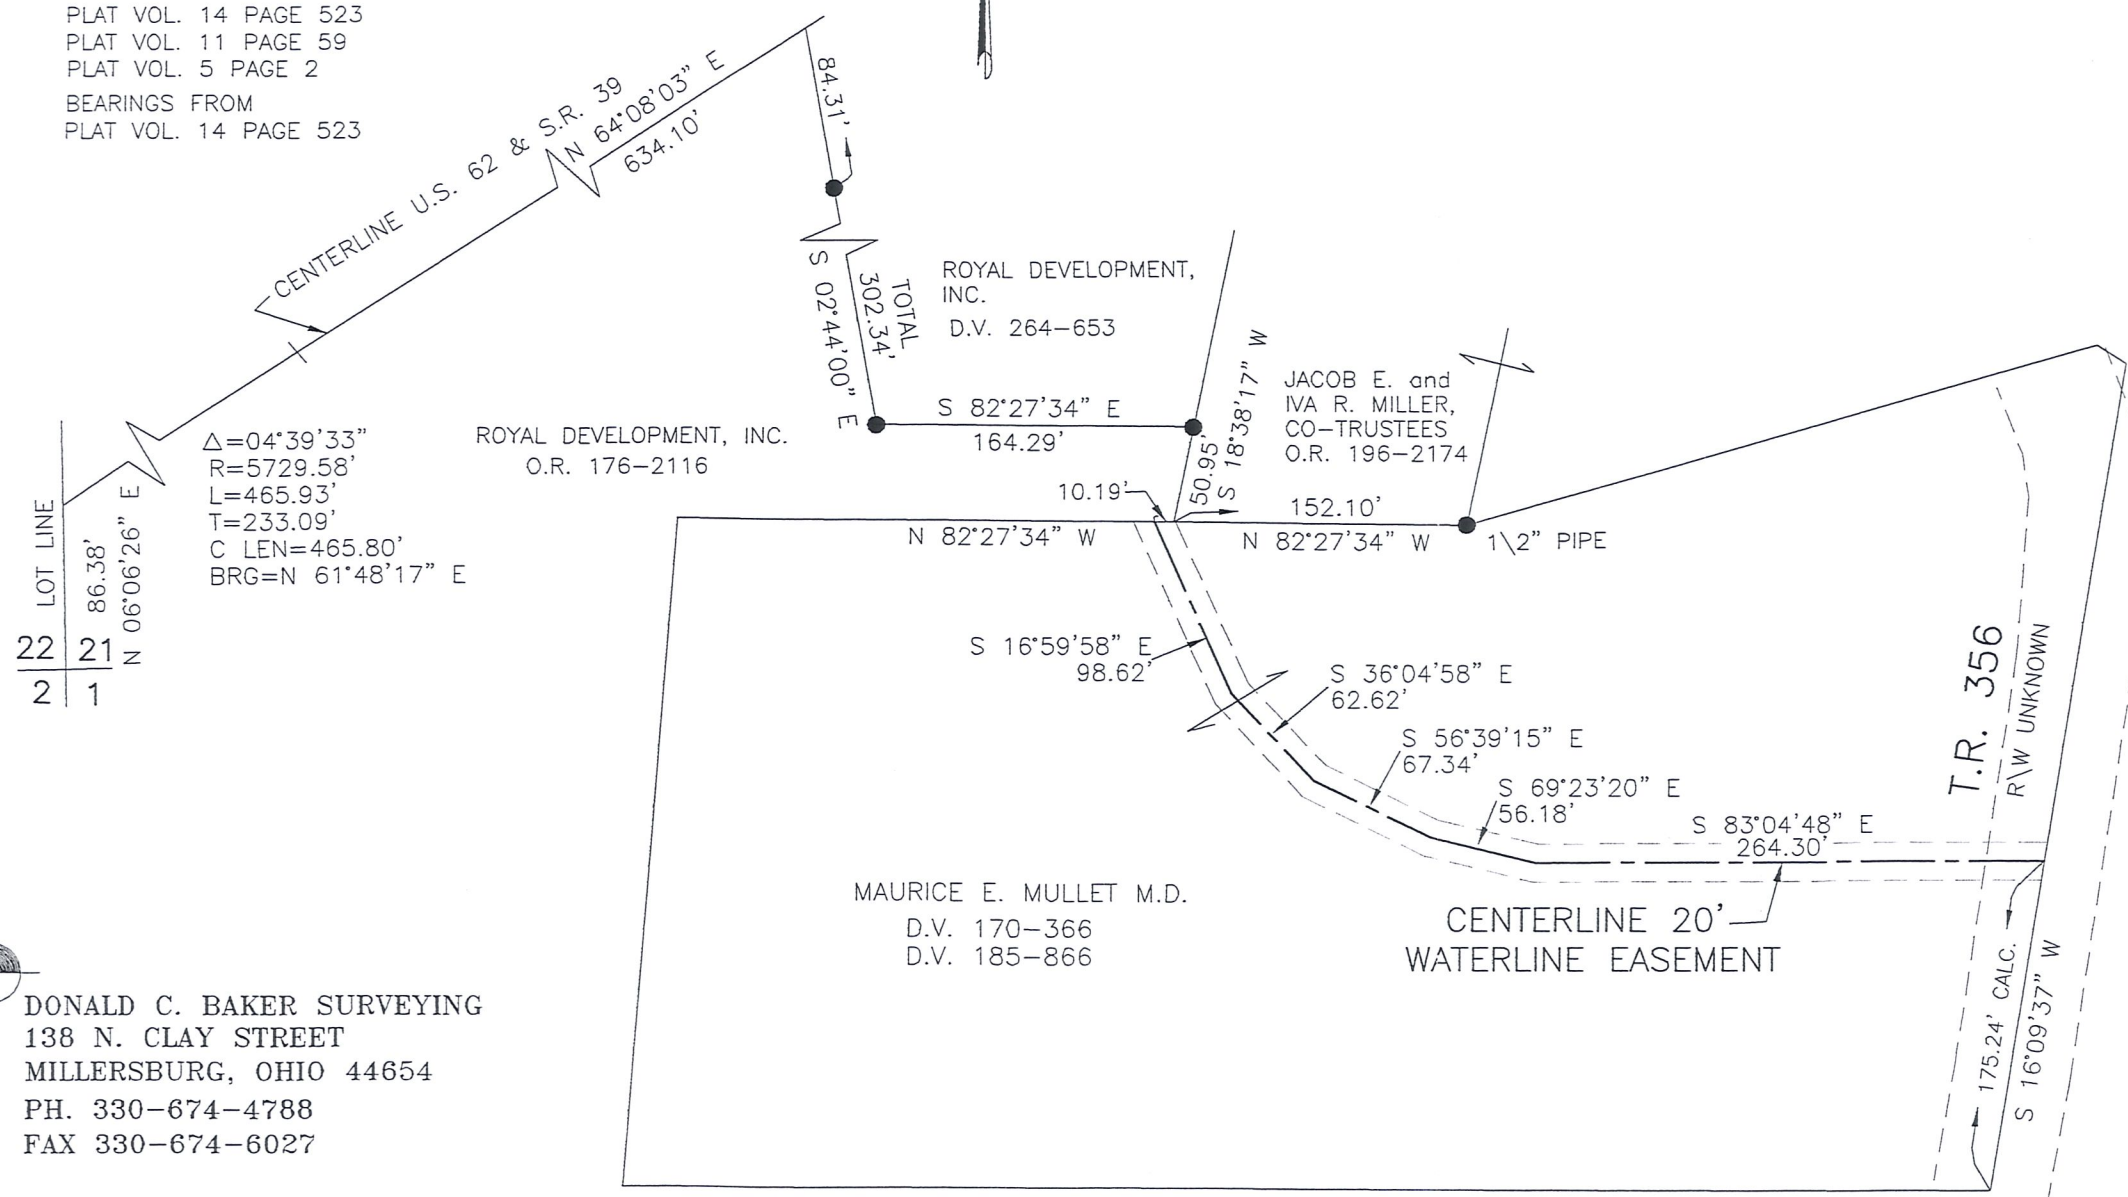 PLAT VOL. 14 PAGE 523
PLAT VOL. 11 PAGE 59
PLAT VOL. 5 PAGE 2
BEARINGS FROM
PLAT VOL. 14 PAGE 523
CENTERLINE U.S. 62 & S.R. 39
N 64°08'03" E
634.10'
84.31'
S 02°44'00" E
302.34'
TOTAL
ROYAL DEVELOPMENT,
INC.
D.V. 264-653
S 82°27'34" E
164.29'
50.95'
S 18°38'17" W
JACOB E. and
IVA R. MILLER,
CO-TRUSTEES
O.R. 196-2174
ROYAL DEVELOPMENT, INC.
O.R. 176-2116
Δ=04°39'33"
R=5729.58'
L=465.93'
T=233.09'
C LEN=465.80'
BRG=N 61°48'17" E
LOT LINE
86.38'
N 06°06'26" E
22 21
2 1
10.19'
152.10'
N 82°27'34" W
N 82°27'34" W
1\2" PIPE
S 16°59'58" E
98.62'
S 36°04'58" E
62.62'
S 56°39'15" E
67.34'
S 69°23'20" E
56.18'
S 83°04'48" E
264.30'
T.R. 356
R\W UNKNOWN
MAURICE E. MULLET M.D.
D.V. 170-366
D.V. 185-866
CENTERLINE 20'
WATERLINE EASEMENT
175.24' CALC.
S 16°09'37" W
DONALD C. BAKER SURVEYING
138 N. CLAY STREET
MILLERSBURG, OHIO 44654
PH. 330-674-4788
FAX 330-674-6027